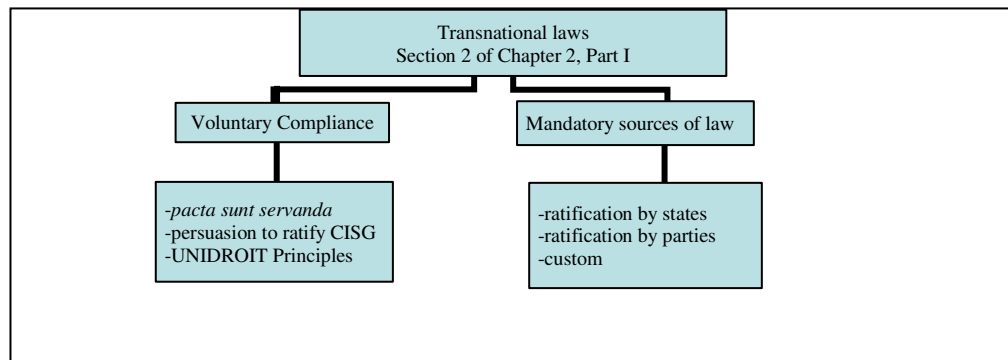 Transnational laws
Section 2 of Chapter 2, Part I
Voluntary Compliance
Mandatory sources of law
-pacta sunt servanda
-persuasion to ratify CISG
-UNIDROIT Principles
-ratification by states
-ratification by parties
-custom